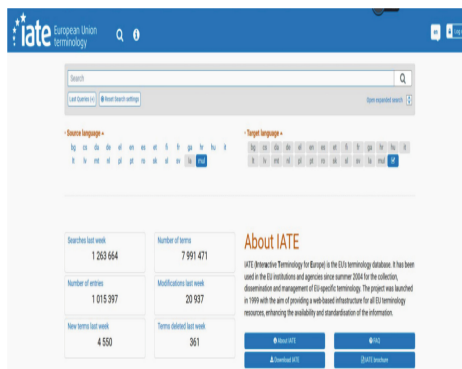 iate European Union terminology
en
Log
Search
Last Queries (+) Reset Search settings
Open expanded search
Source language
bg cs da de el en es et fi fr ga hr hu it
lt lv mt nl pl pt ro sk sl sv la mul
Target language
bg cs da de el en es et fi fr ga hr hu it
lt lv mt nl pl pt ro sk sl sv la
Searches last week
1 263 664
Number of terms
7 991 471
Number of entries
1 015 397
Modifications last week
20 937
New terms last week
4 550
Terms deleted last week
361
About IATE
IATE (Interactive Terminology for Europe) is the EU's terminology database. It has been
used in the EU institutions and agencies since summer 2004 for the collection,
dissemination and management of EU-specific terminology. The project was launched
in 1999 with the aim of providing a web-based infrastructure for all EU terminology
resources, enhancing the availability and standardisation of the information.
About IATE
FAQ
Download IATE
IATE brochure